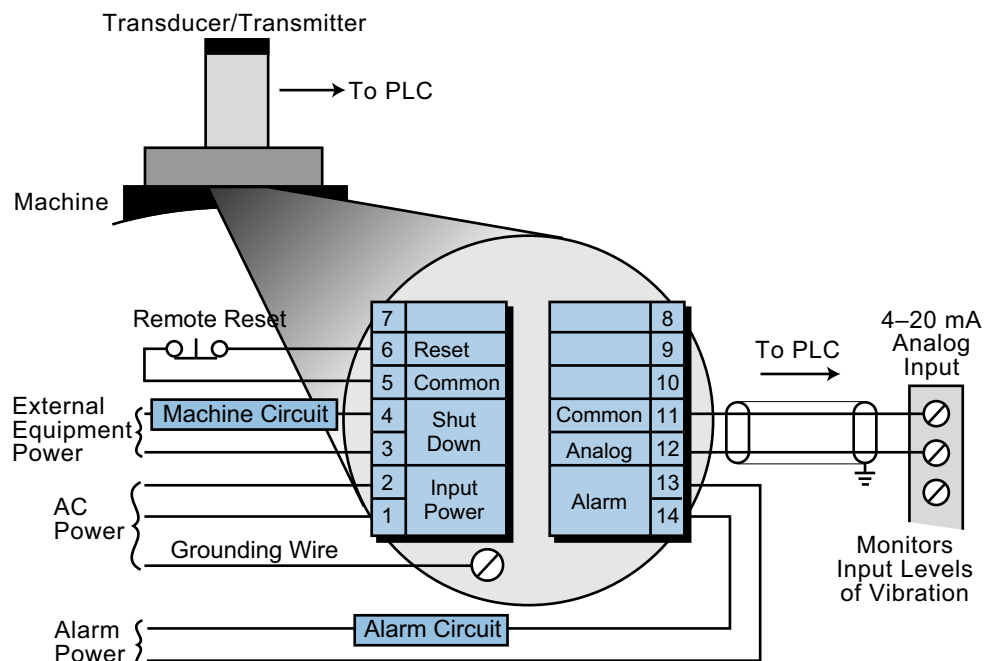 Transducer/Transmitter
To PLC
Machine
Remote Reset
7
6 Reset
5 Common
4
3
Shut
Down
2
1
Input
Power
8
9
10
Common 11
Analog 12
13
14
Alarm
To PLC
4–20 mA
Analog
Input
External
Equipment
Power
Machine Circuit
AC
Power
Grounding Wire
Monitors
Input Levels
of Vibration
Alarm
Power
Alarm Circuit